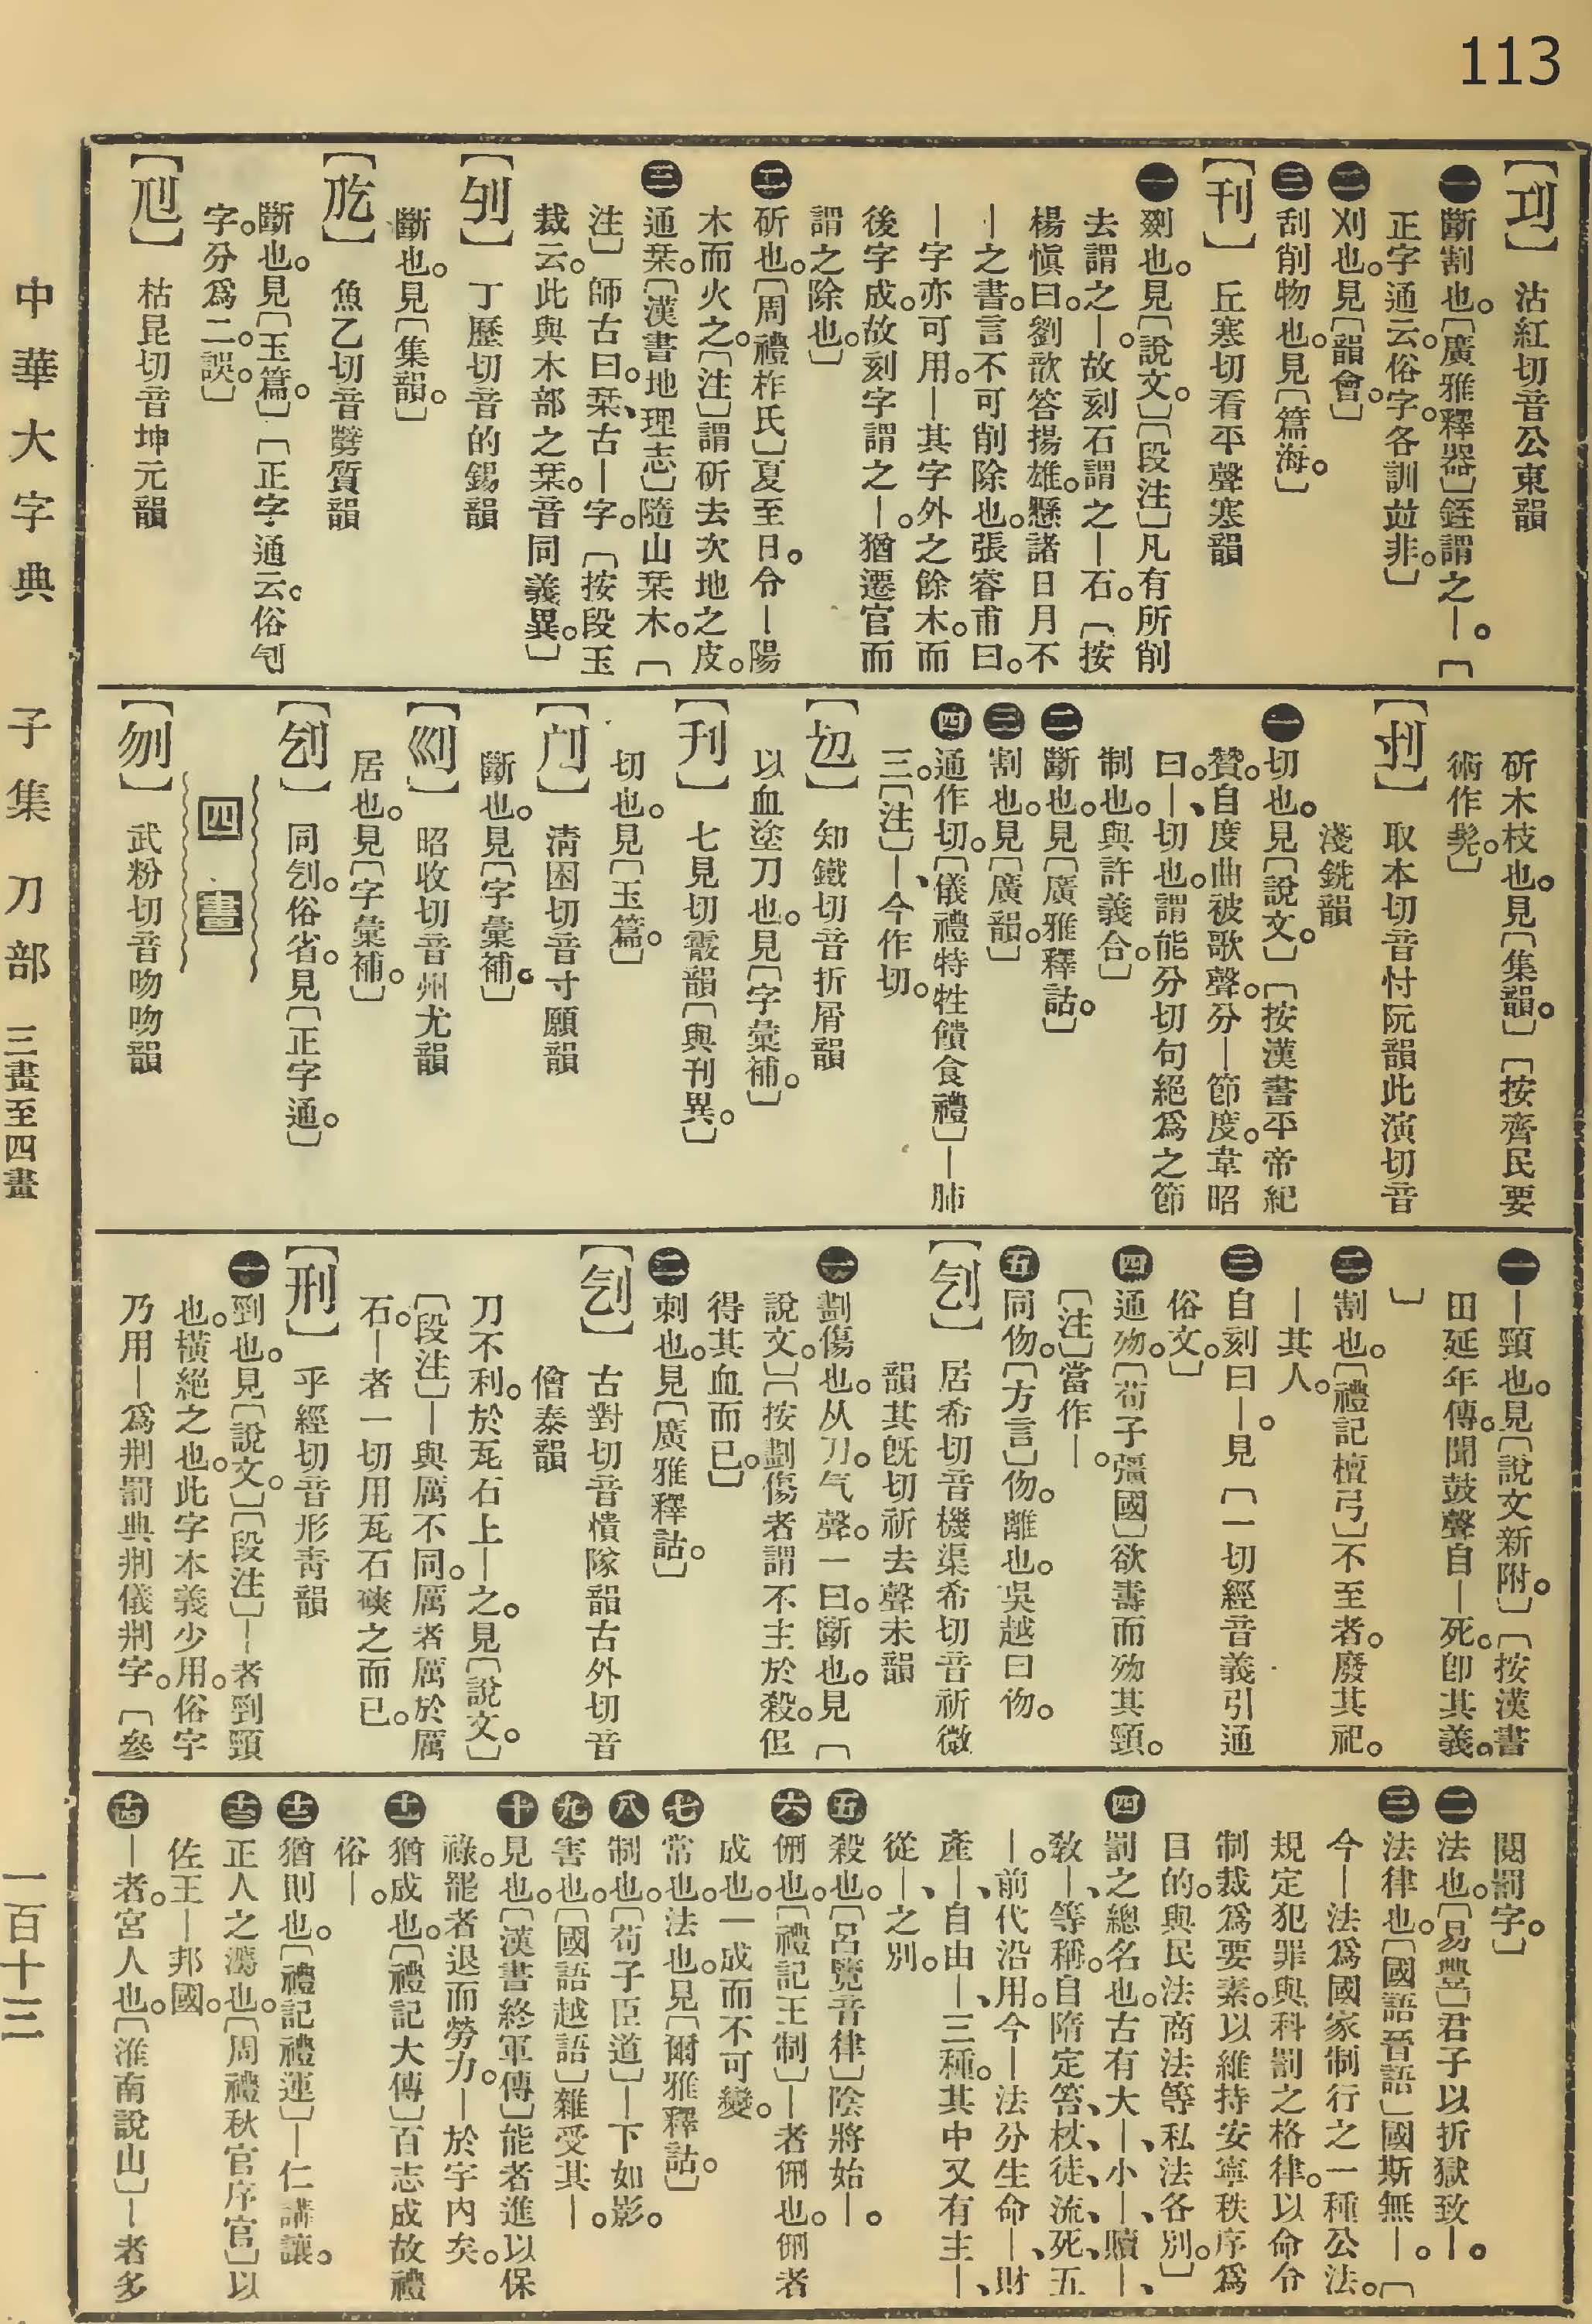 113
【㓚】沽紅切音公東韻
㊀斷割也。〔廣雅釋器〕銍謂之｜。〔
正字通云。俗字。各訓並非。〕
㊁刈也。見〔韻會。〕
㊂刮削物也。見〔篇海。〕
【刊】丘寒切看平聲寒韻
㊀剟也。見〔說文。〕〔段注〕凡有所削
去謂之｜。故刻石謂之｜石。〔按
楊愼曰。劉歆答揚雄。懸諸日月不
｜之書。言不可削除也。張睿甫曰。
｜字亦可用。｜其字外之餘木。而
後字成。故刻字謂之｜。猶遷官而
謂之除也。〕
㊁斫也。〔周禮柞氏〕夏至日。令｜陽
木而火之。〔注〕謂斫去次地之皮。
㊂通栞。〔漢書地理志〕隨山栞木。〔
注〕師古曰。栞、古｜字。〔按段玉
裁云。此與木部之栞。音同義異。〕
【刐】丁歷切音的錫韻
斷也。見〔集韻。〕
【刉】魚乙切音㔎質韻
斷也。見〔玉篇。〕〔正字通云。俗刏
字。分爲二。誤。〕
枯昆切音坤元韻
斫木枝也。見〔集韻。〕〔按齊民要
術作髡。〕
【刌】取本切音忖阮韻此演切音
淺銑韻
㊀切也。見〔說文。〕〔按漢書平帝紀
贊。自度曲被歌聲。分｜節度。韋昭
曰。｜、切也。謂能分切句絕爲之節
制也。與許義合。〕
㊁斷也。見〔廣雅釋詁。〕
㊂割也。見〔廣韻。〕
㊃通作切。〔儀禮特牲饋食禮〕｜肺
三。〔注〕｜、今作切。
知鐵切音折屑韻
以血塗刀也。見〔字彙補。〕
七見切霰韻〔與刊異。〕
切也。見〔玉篇。〕
淸困切音寸願韻
斷也。見〔字彙補。〕
昭收切音州尤韻
居也。見〔字彙補。〕
同刉。俗省。見〔正字通。〕
四畫
【刎】武粉切音吻吻韻
㊀｜頸也。見〔說文新附。〕〔按漢書
田延年傳。聞鼓聲自｜死。卽其義。
〕
㊁割也。〔禮記檀弓〕不至者。廢其祀。
｜其人。
㊂自刻曰｜。見〔一切經音義引通
俗文。〕
㊃通歾。〔荀子彊國〕欲壽而歾其頸。
〔注〕當作｜。
㊄同伆。〔方言〕伆。離也。吳越曰伆。
【刏】居希切音機渠希切音祈微
韻其旣切祈去聲未韻
㊀劃傷也。从刀。气聲。一曰。斷也。見〔
說文。〕〔按劃傷者謂不主於殺。但
得其血而已。〕
㊁刺也。見〔廣雅釋詁。〕
古對切音憒隊韻古外切音
儈泰韻
刀不利。於瓦石上｜之。見〔說文。〕
〔段注〕｜與厲不同。厲者厲於厲
石。｜者一切用瓦石磢之而已。
【刑】乎經切音形靑韻
㊀剄也。見〔說文。〕〔段注〕｜者剄頸
也。橫絕之也。此字本義少用。俗字
乃用｜爲㓝罰典㓝儀㓝字。〔參
閱罰字。〕
㊁法也。〔易豐〕君子以折獄致｜。
㊂法律也。〔國語晉語〕國斯無｜。〔
今｜法爲國家制行之一種公法。
規定犯罪與科罰之格律。以命令
制裁爲要素。以維持安寧秩序爲
目的。與民法商法等私法各別。〕
㊃罰之總名也。古有大｜、小｜、贖｜、
敎｜、等稱。自隋定笞、杖、徒、流、死、五
｜。前代沿用。今｜法分生命｜、財
產｜、自由｜、三種。其中又有主｜、
從｜、之別。
㊄殺也。〔呂覽音律〕陰將始｜。
㊅侀也。〔禮記王制〕｜者侀也。侀者
成也。一成而不可變。
㊆常也。法也。見〔爾雅釋詁。〕
㊇制也。〔荀子臣道〕｜下如影。
㊈害也。〔國語越語〕雜受其｜。
㊉見也。〔漢書終軍傳〕能者進以保
祿。罷者退而勞力。｜於宇內矣。
十一 猶成也。〔禮記大傳〕百志成故禮
俗｜。
十二 猶則也。〔禮記禮運〕｜仁講讓。
十三 正人之灋也。〔周禮秋官序官〕以
佐王｜邦國。
十四 ｜者。宮人也。〔淮南說山〕｜者多
中華大字典 子集 刀部 三畫至四畫 一百十三